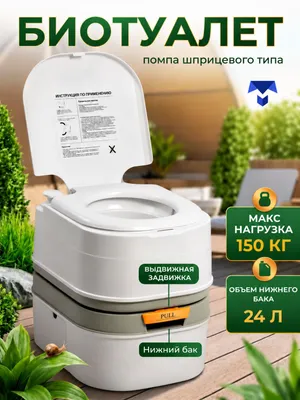 БИОТУАЛЕТ
помпа шприцевого типа
ИНСТРУКЦИЯ ПО ПРИМЕНЕНИЮ
МАКС
НАГРУЗКА
150 КГ
ВЫДВИЖНАЯ
ЗАДВИЖКА
ОБЪЕМ НИЖНЕГО
БАКА
24 Л
PULL
Нижний бак